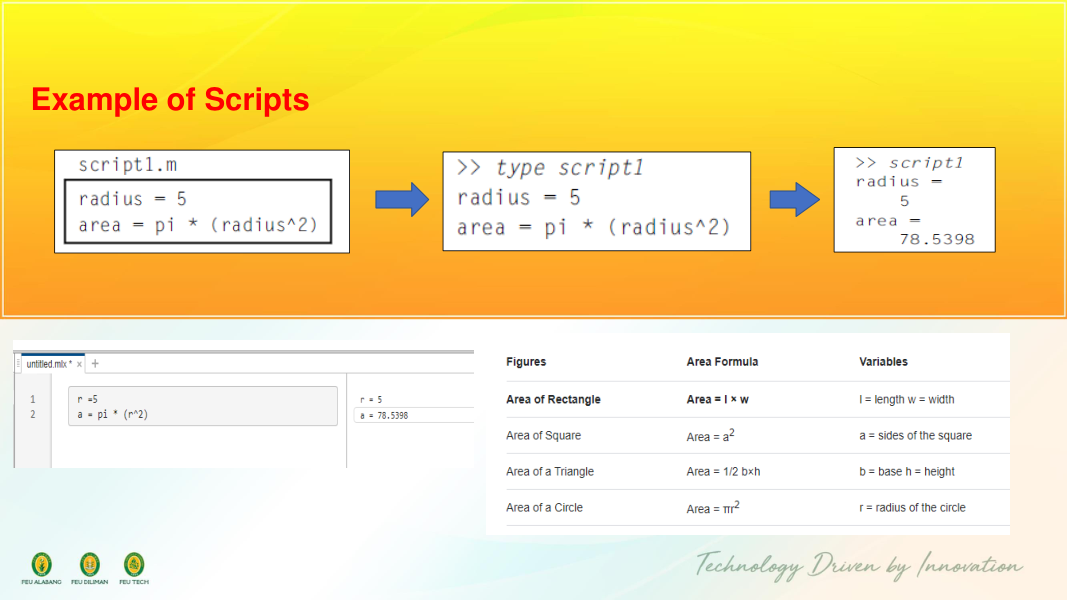 Example of Scripts
script1.m
radius = 5
area = pi * (radius^2)
>> type script1
radius = 5
area = pi * (radius^2)
>> script1
radius =
5
area =
78.5398
untitled.mlx * × +
1 r =5
2 a = pi * (r^2)
r = 5
a = 78.5398
Figures Area Formula Variables
Area of Rectangle Area = l × w l = length w = width
Area of Square Area = a² a = sides of the square
Area of a Triangle Area = 1/2 b×h b = base h = height
Area of a Circle Area = πr² r = radius of the circle
FEU ALABANG FEU DILIMAN FEU TECH
Technology Driven by Innovation